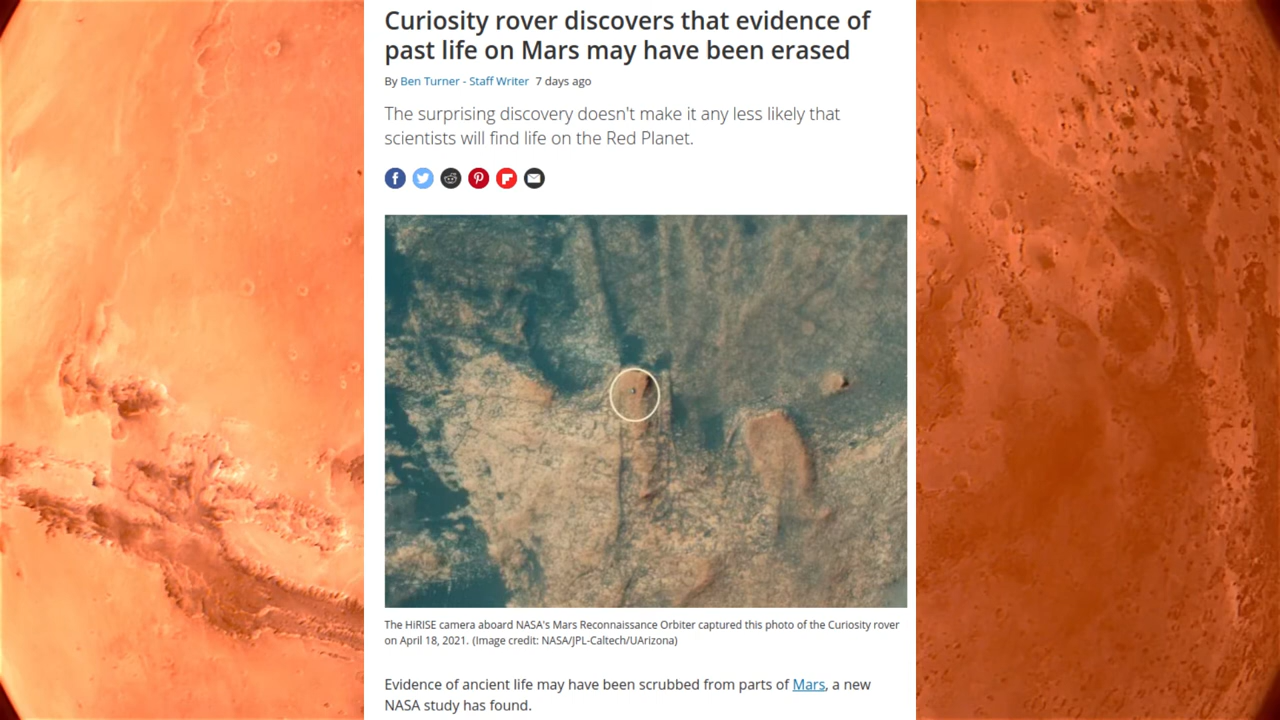 Curiosity rover discovers that evidence of
past life on Mars may have been erased
By Ben Turner - Staff Writer 7 days ago
The surprising discovery doesn't make it any less likely that
scientists will find life on the Red Planet.
The HiRISE camera aboard NASA's Mars Reconnaissance Orbiter captured this photo of the Curiosity rover
on April 18, 2021. (Image credit: NASA/JPL-Caltech/UArizona)
Evidence of ancient life may have been scrubbed from parts of Mars, a new
NASA study has found.